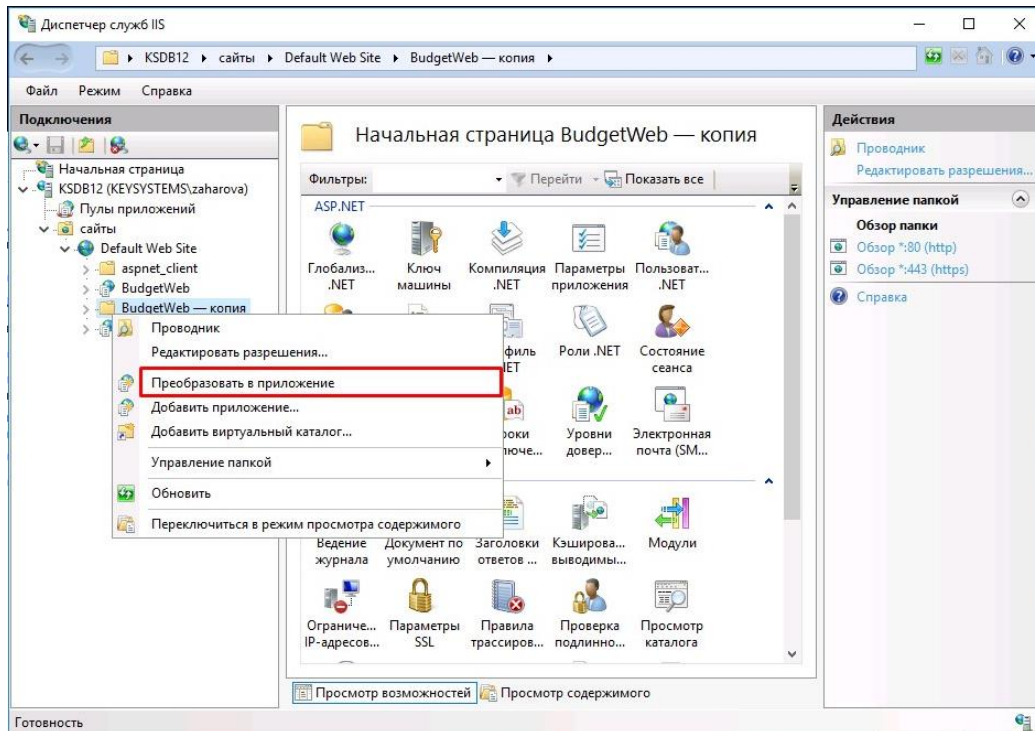 Диспетчер служб IIS
KSDB12 сайты Default Web Site BudgetWeb — копия
Файл Режим Справка
Подключения
Начальная страница
KSDB12 (KEYSYSTEMS\zaharova)
Пулы приложений
сайты
Default Web Site
aspnet_client
BudgetWeb
BudgetWeb — копия
Проводник
Редактировать разрешения...
Преобразовать в приложение
Добавить приложение...
Добавить виртуальный каталог...
Управление папкой
Обновить
Переключиться в режим просмотра содержимого
Начальная страница BudgetWeb — копия
Фильтры: Перейти Показать все
ASP.NET
Глобализ... Ключ Компиляция Параметры Пользоват...
.NET машины .NET приложения .NET
Роли .NET Состояние
сеанса
Уровни Электронная
довер... почта (SM...
Ведение Документ по Заголовки Кэширова... Модули
журнала умолчанию ответов ... выводимы...
Ограниче... Параметры Правила Проверка Просмотр
IP-адресов... SSL трассиров... подлинно... каталога
Просмотр возможностей Просмотр содержимого
Действия
Проводник
Редактировать разрешения...
Управление папкой
Обзор папки
Обзор *:80 (http)
Обзор *:443 (https)
Справка
Готовность